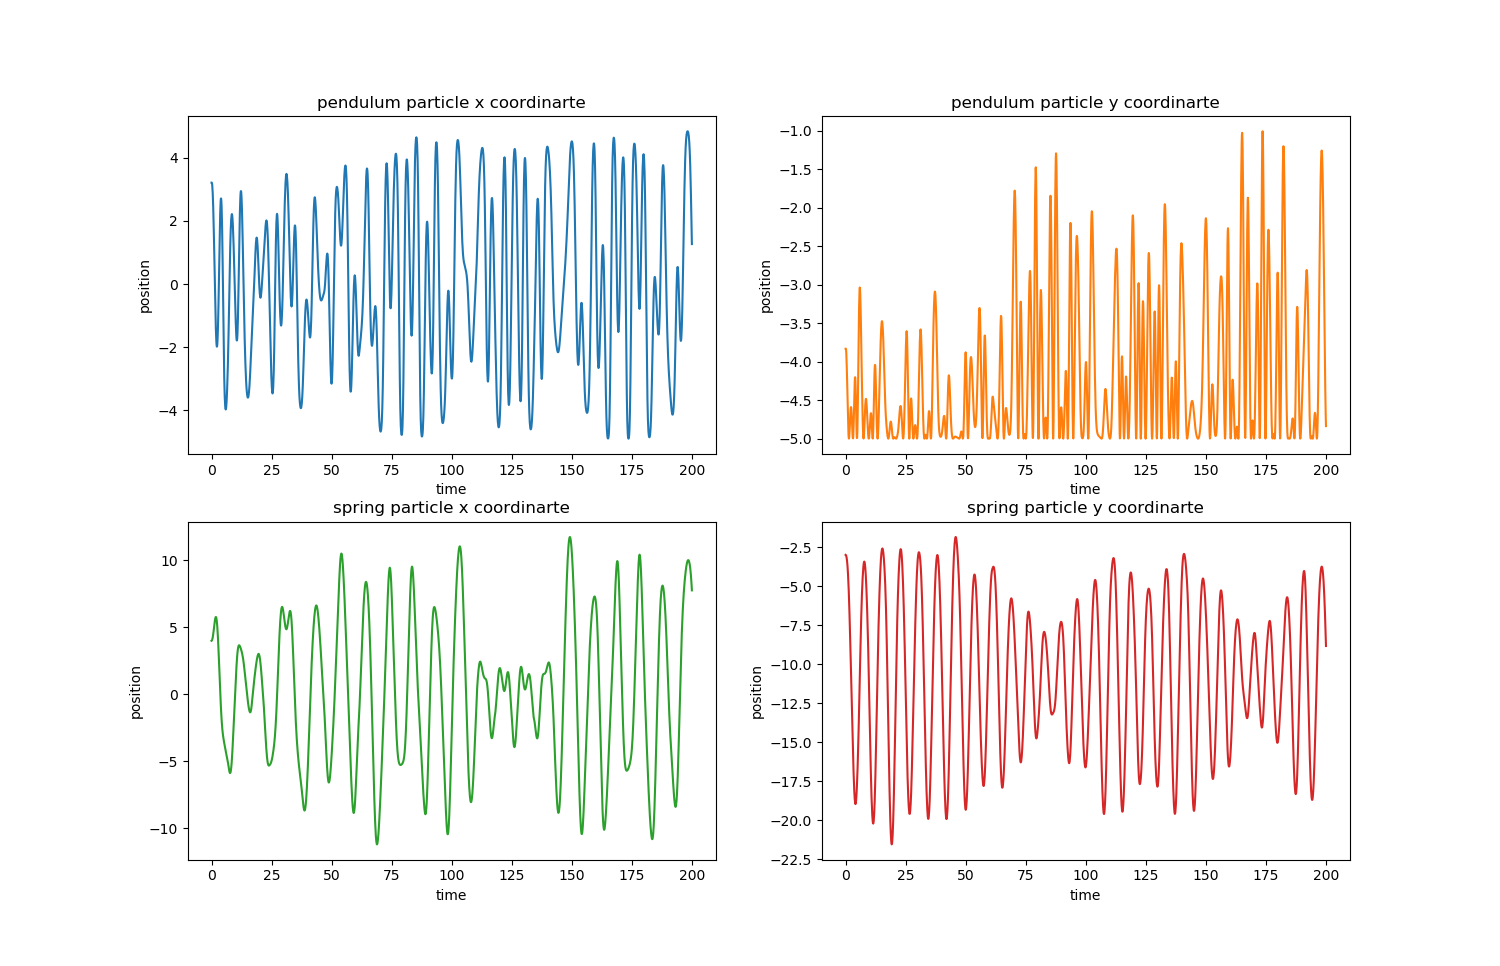 pendulum particle x coordinarte
4
2
0
−2
−4
position
0 25 50 75 100 125 150 175 200
time
pendulum particle y coordinarte
−1.0
−1.5
−2.0
−2.5
−3.0
−3.5
−4.0
−4.5
−5.0
position
0 25 50 75 100 125 150 175 200
time
spring particle x coordinarte
10
5
0
−5
−10
position
0 25 50 75 100 125 150 175 200
time
spring particle y coordinarte
−2.5
−5.0
−7.5
−10.0
−12.5
−15.0
−17.5
−20.0
−22.5
position
0 25 50 75 100 125 150 175 200
time